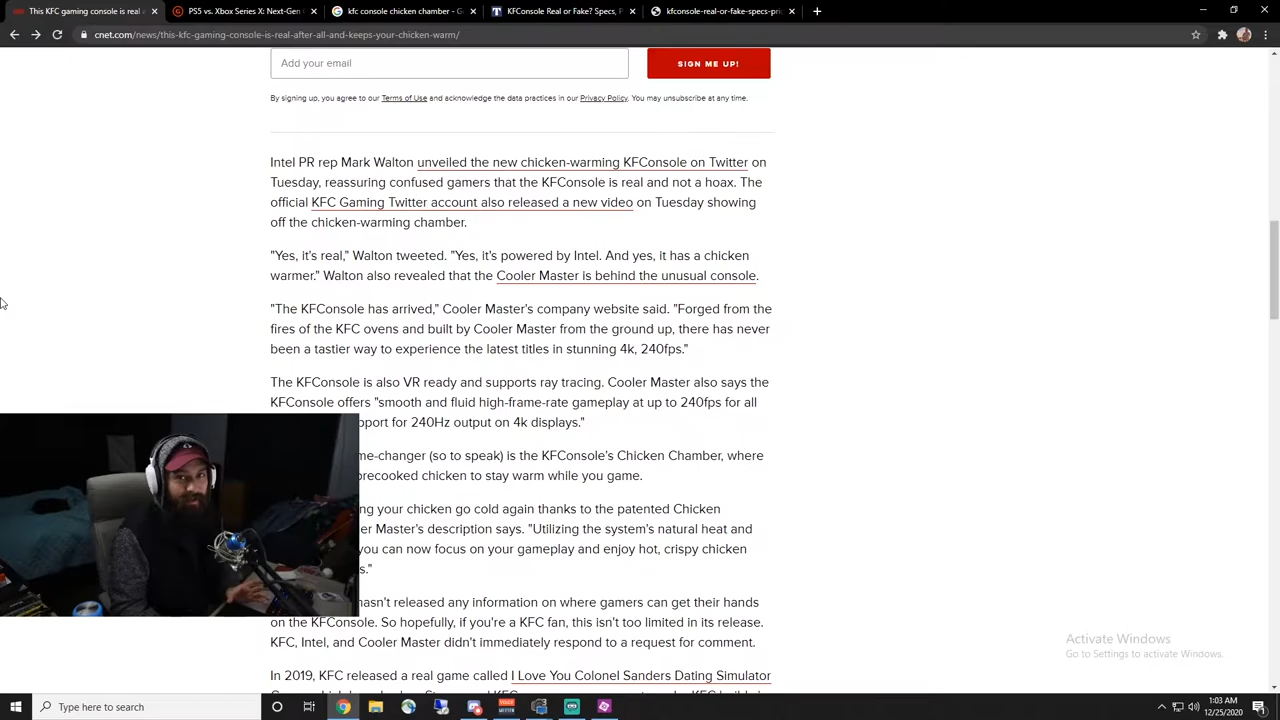 This KFC gaming console is real a
PS5 vs. Xbox Series X: Next-Gen
kfc console chicken chamber - Go
KFConsole Real or Fake? Specs, P
kfconsole-real-or-fake-specs-pric
cnet.com/news/this-kfc-gaming-console-is-real-after-all-and-keeps-your-chicken-warm/
Add your email
SIGN ME UP!
By signing up, you agree to our Terms of Use and acknowledge the data practices in our Privacy Policy. You may unsubscribe at any time.
Intel PR rep Mark Walton unveiled the new chicken-warming KFConsole on Twitter on
Tuesday, reassuring confused gamers that the KFConsole is real and not a hoax. The
official KFC Gaming Twitter account also released a new video on Tuesday showing
off the chicken-warming chamber.
"Yes, it's real," Walton tweeted. "Yes, it's powered by Intel. And yes, it has a chicken
warmer." Walton also revealed that the Cooler Master is behind the unusual console.
"The KFConsole has arrived," Cooler Master's company website said. "Forged from the
fires of the KFC ovens and built by Cooler Master from the ground up, there has never
been a tastier way to experience the latest titles in stunning 4k, 240fps."
The KFConsole is also VR ready and supports ray tracing. Cooler Master also says the
KFConsole offers "smooth and fluid high-frame-rate gameplay at up to 240fps for all
pport for 240Hz output on 4k displays."
me-changer (so to speak) is the KFConsole's Chicken Chamber, where
precooked chicken to stay warm while you game.
ng your chicken go cold again thanks to the patented Chicken
er Master's description says. "Utilizing the system's natural heat and
you can now focus on your gameplay and enjoy hot, crispy chicken
s."
hasn't released any information on where gamers can get their hands
on the KFConsole. So hopefully, if you're a KFC fan, this isn't too limited in its release.
KFC, Intel, and Cooler Master didn't immediately respond to a request for comment.
Activate Windows
Go to Settings to activate Windows.
In 2019, KFC released a real game called I Love You Colonel Sanders Dating Simulator
Type here to search
1:03 AM
12/25/2020